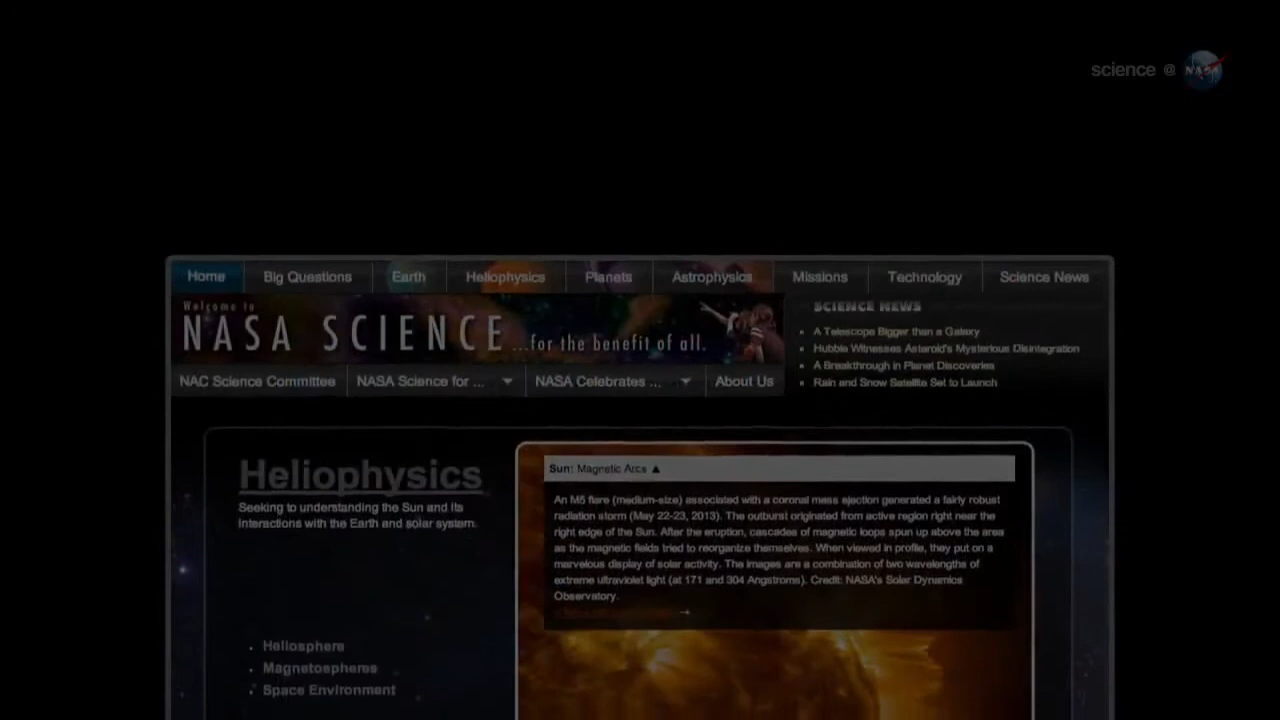 science @ NASA
Home Big Questions Earth Heliophysics Planets Astrophysics Missions Technology Science News
Welcome to
NASA SCIENCE ...for the benefit of all.
SCIENCE NEWS
A Telescope Bigger than a Galaxy
Hubble Witnesses Asteroid's Mysterious Disintegration
A Breakthrough in Planet Discoveries
Rain and Snow Satellite Set to Launch
NAC Science Committee NASA Science for ... NASA Celebrates ... About Us
Heliophysics
Seeking to understanding the Sun and its
interactions with the Earth and solar system.
Heliosphere
Magnetospheres
Space Environment
Sun: Magnetic Arcs ▲
An M5 flare (medium-size) associated with a coronal mass ejection generated a fairly robust
radiation storm (May 22-23, 2013). The outburst originated from active region right near the
right edge of the Sun. After the eruption, cascades of magnetic loops spun up above the area
as the magnetic fields tried to reorganize themselves. When viewed in profile, they put on a
marvelous display of solar activity. The images are a combination of two wavelengths of
extreme ultraviolet light (at 171 and 304 Angstroms). Credit: NASA's Solar Dynamics
Observatory.